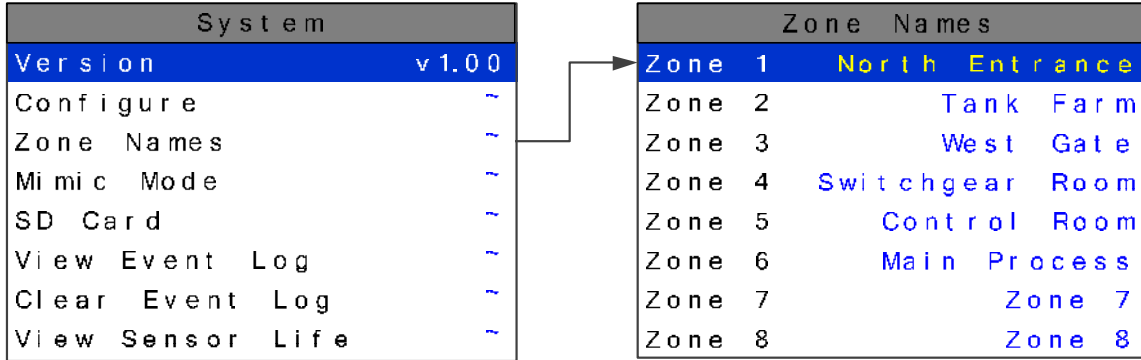 System
Version v1.00
Configure ~
Zone Names ~
Mimic Mode ~
SD Card ~
View Event Log ~
Clear Event Log ~
View Sensor Life ~
Zone Names
Zone 1 North Entrance
Zone 2 Tank Farm
Zone 3 West Gate
Zone 4 Switchgear Room
Zone 5 Control Room
Zone 6 Main Process
Zone 7 Zone 7
Zone 8 Zone 8